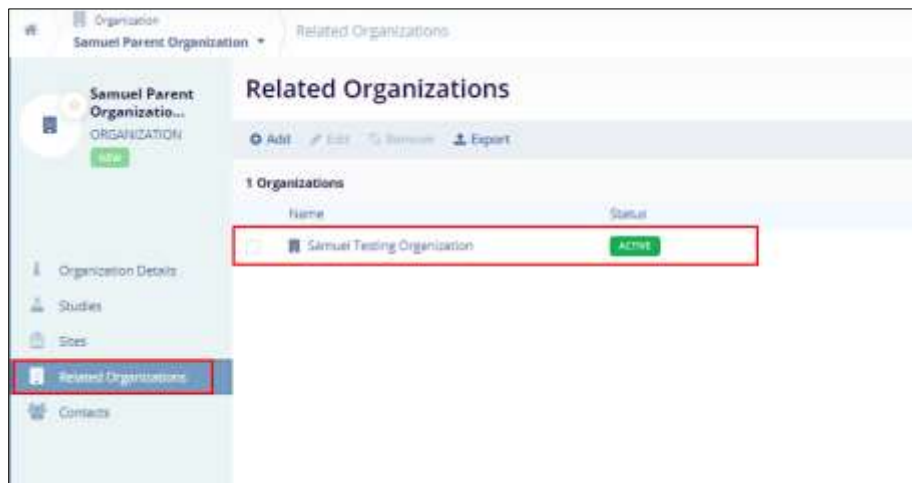 Organization
Samuel Parent Organization
Related Organizations
Samuel Parent
Organizatio...
ORGANIZATION
NEW
Related Organizations
Add Edit Remove Export
1 Organizations
Name Status
Samuel Testing Organization ACTIVE
Organization Details
Studies
Sites
Related Organizations
Contacts